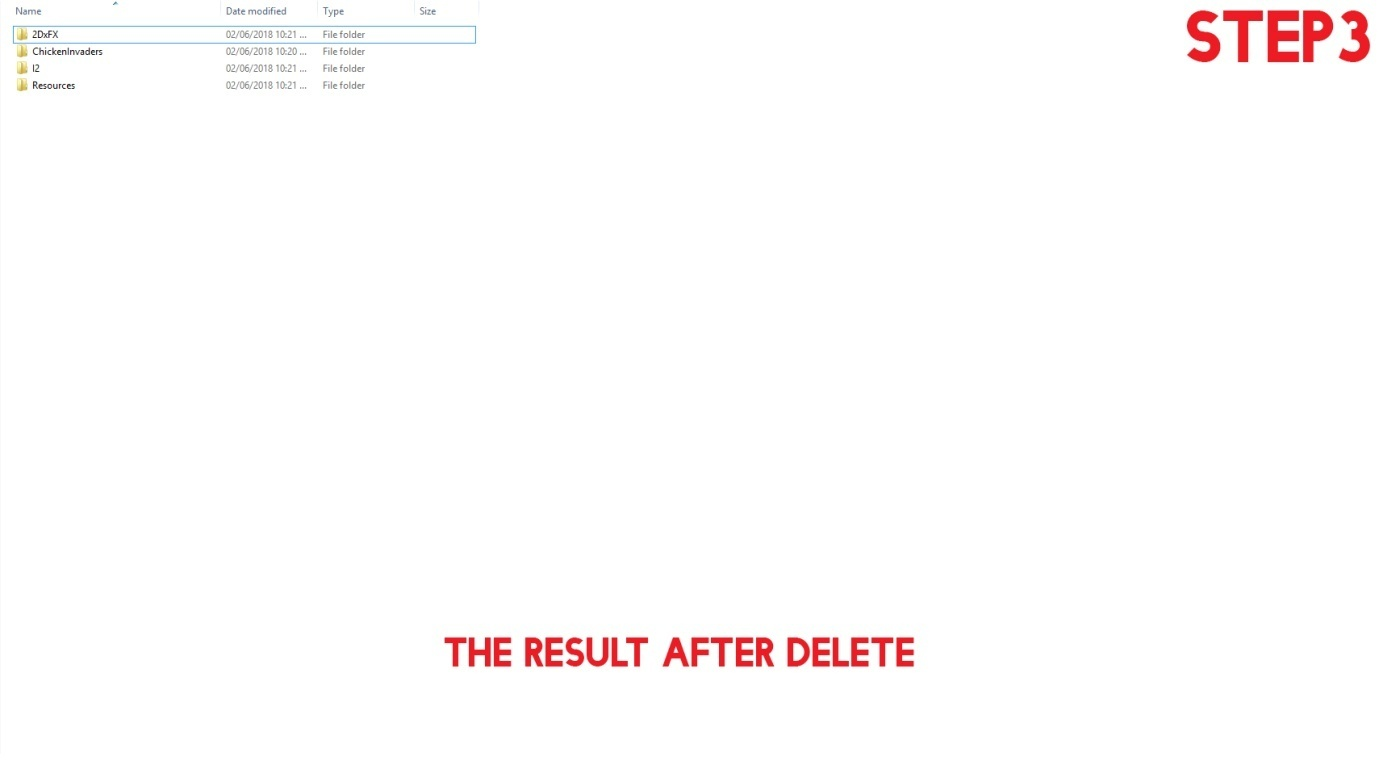 Name Date modified Type Size
2DxFX 02/06/2018 10:21 ... File folder
ChickenInvaders 02/06/2018 10:20 ... File folder
I2 02/06/2018 10:21 ... File folder
Resources 02/06/2018 10:21 ... File folder
STEP3
THE RESULT AFTER DELETE